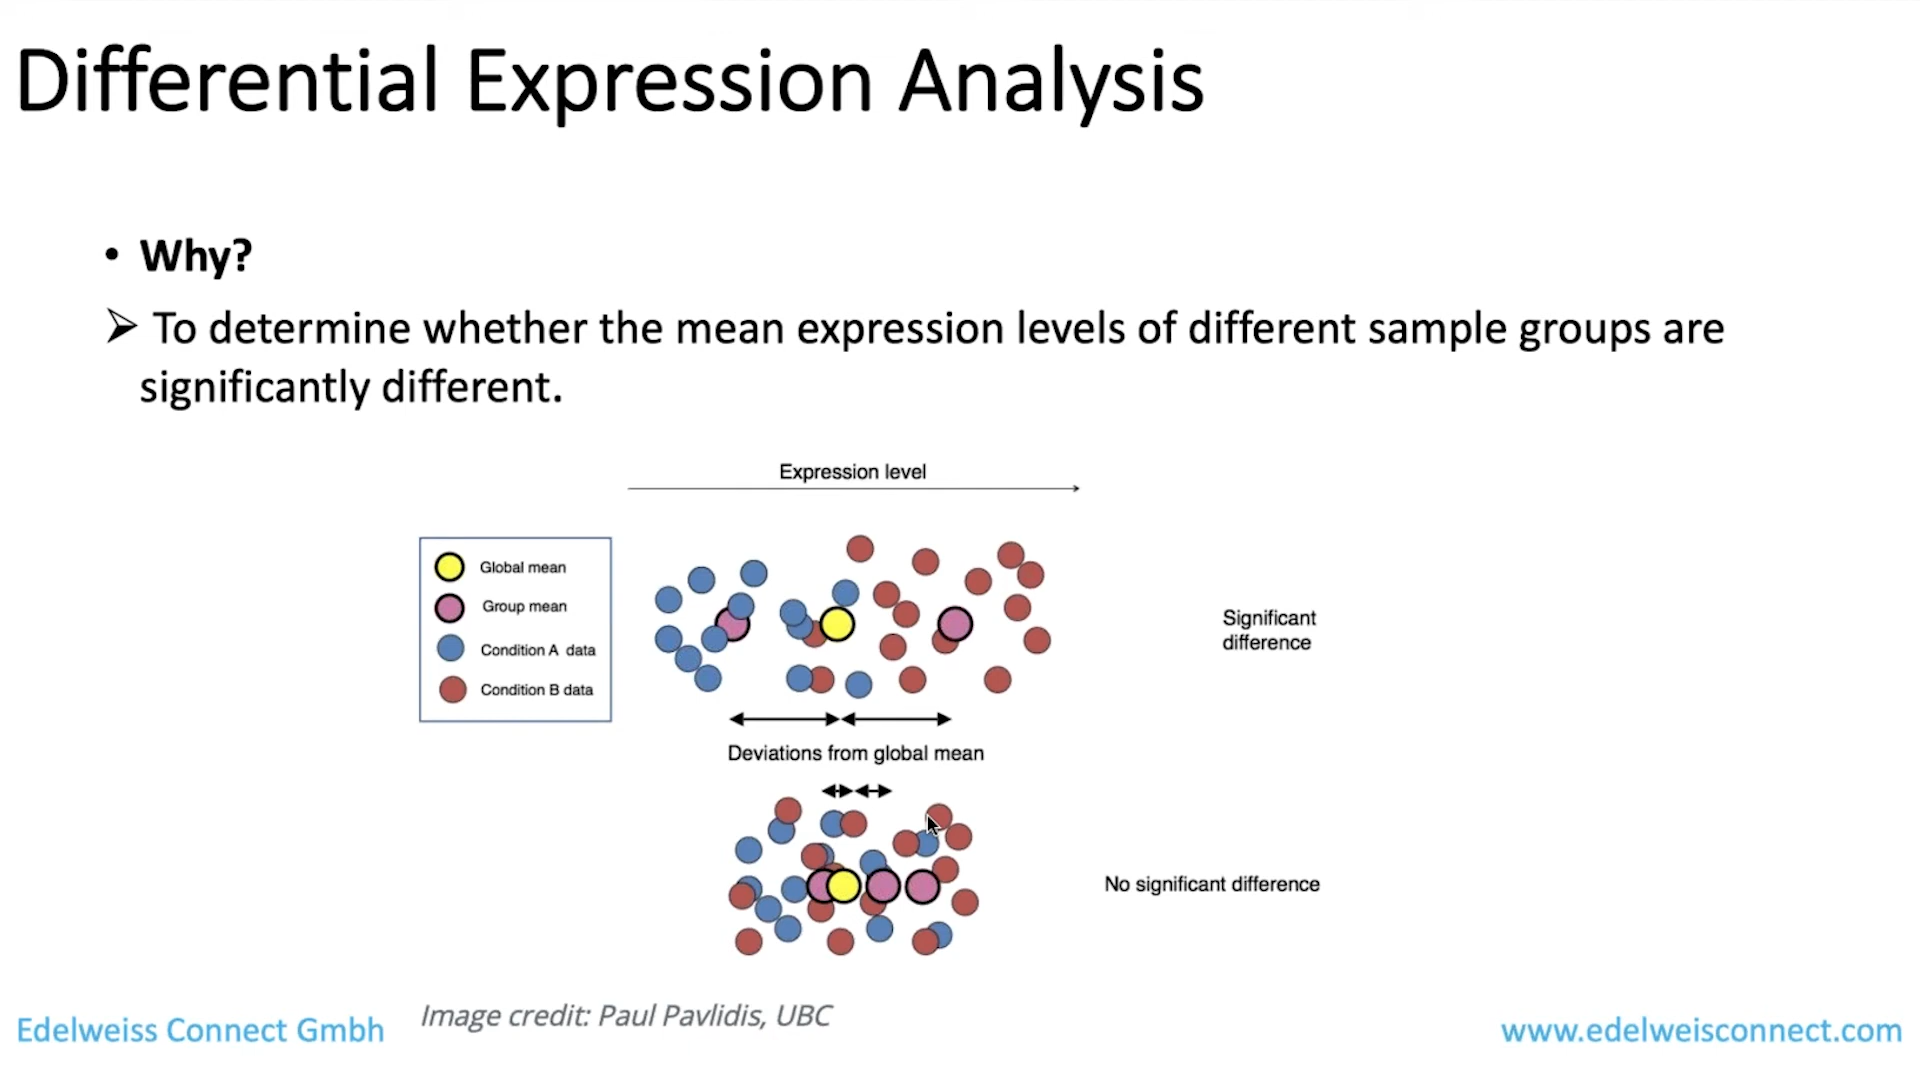 Differential Expression Analysis
• Why?
➢ To determine whether the mean expression levels of different sample groups are
significantly different.
Expression level
Global mean
Group mean
Condition A data
Condition B data
Significant
difference
Deviations from global mean
No significant difference
Image credit: Paul Pavlidis, UBC
Edelweiss Connect Gmbh
www.edelweisconnect.com